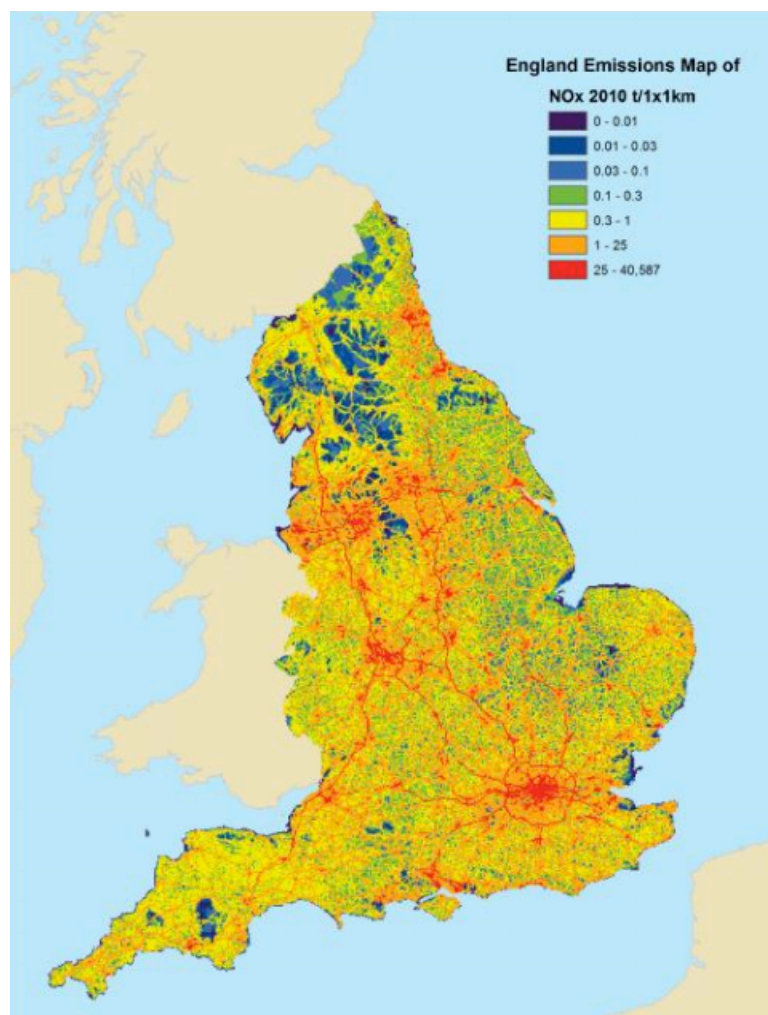 England Emissions Map of
NOx 2010 t/1x1km
0 - 0.01
0.01 - 0.03
0.03 - 0.1
0.1 - 0.3
0.3 - 1
1 - 25
25 - 40,587